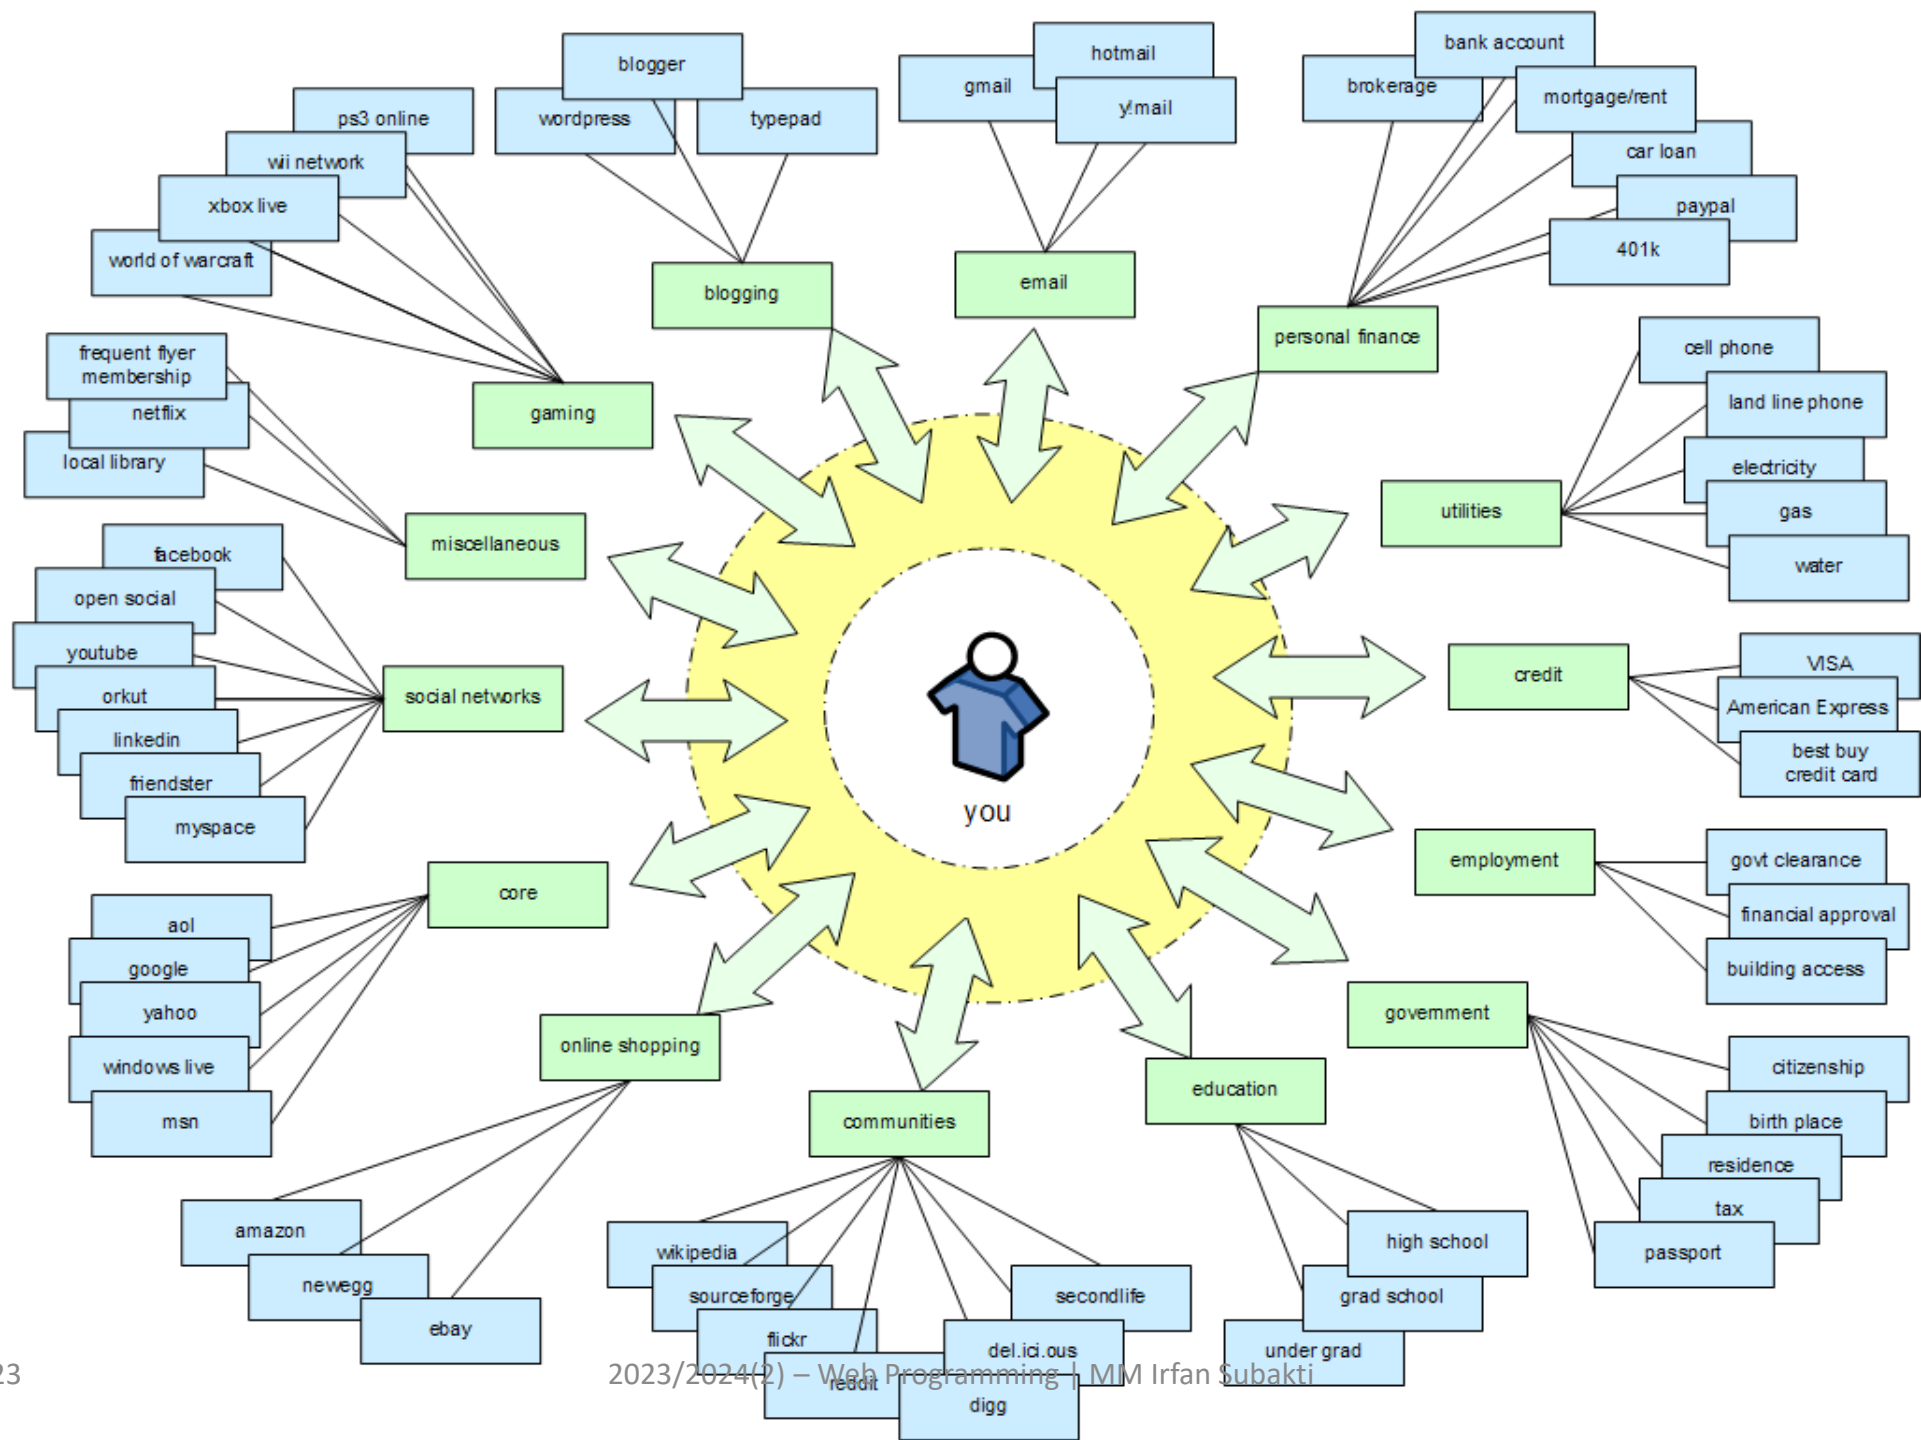 bank account
hotmail
blogger
gmail
brokerage
mortgage/rent
y!mail
ps3 online
wordpress
typepad
car loan
wii network
paypal
xbox live
401k
world of warcraft
email
blogging
personal finance
cell phone
frequent flyer
membership
land line phone
netflix
gaming
local library
electricity
utilities
gas
miscellaneous
facebook
water
open social
youtube
VISA
credit
orkut
social networks
American Express
linkedin
best buy
credit card
friendster
you
myspace
employment
govt clearance
core
financial approval
aol
google
building access
yahoo
government
online shopping
windows live
citizenship
education
msn
communities
birth place
residence
tax
amazon
wikipedia
high school
passport
newegg
sourceforge
secondlife
grad school
ebay
flickr
del.ici.ous
under grad
23
2023/2024(2) – Web Programming | MM Irfan Subakti
reddit
digg